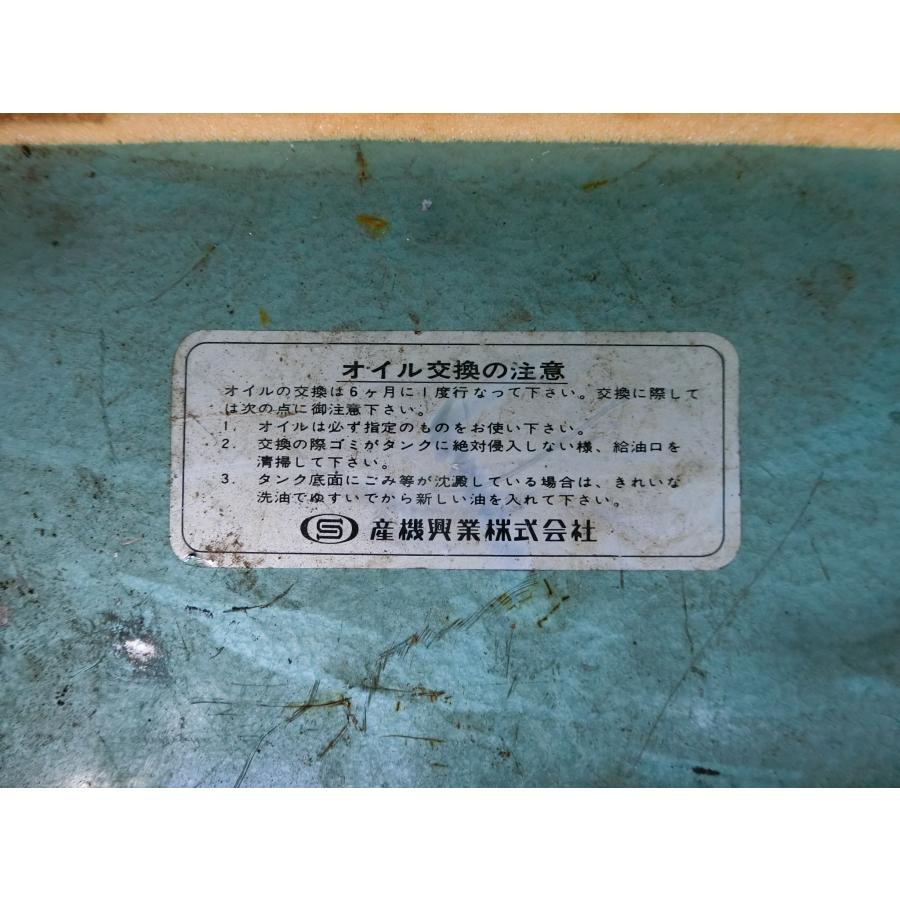 オイル交換の注意
オイルの交換は6ヶ月に1度行なって下さい。交換に際して
は次の点に御注意下さい。
1. オイルは必ず指定のものをお使い下さい。
2. 交換の際ゴミがタンクに絶対侵入しない様、給油口を
清掃して下さい。
3. タンク底面にごみ等が沈澱している場合は、きれいな
洗油でゆすいでから新しい油を入れて下さい。
S 産機興業株式会社